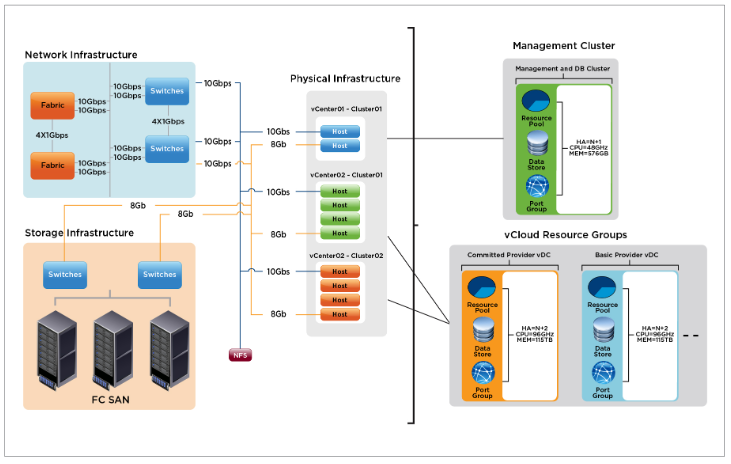 Network Infrastructure
10Gbps
10Gbps
10Gbps
10Gbps
Fabric
Switches
10Gbps
4X1Gbps
4X1Gbps
10Gbps
10Gbps
10Gbps
10Gbps
10Gbps
Fabric
Switches
10Gbps
8Gb
8Gb
Storage Infrastructure
Switches
Switches
FC SAN
NFS
Physical Infrastructure
vCenter01 - Cluster01
10Gbs
Host
8Gb
Host
vCenter02 - Cluster01
10Gbs
Host
Host
Host
8Gb
Host
vCenter02 - Cluster02
10Gbs
Host
Host
Host
8Gb
Host
Management Cluster
Management and DB Cluster
Resource
Pool
Data
Store
Port
Group
HA=N+1
CPU=48GHz
MEM=576GB
vCloud Resource Groups
Committed Provider vDC
Resource
Pool
Data
Store
Port
Group
HA=N+2
CPU=96GHz
MEM=115TB
Basic Provider vDC
Resource
Pool
Data
Store
Port
Group
HA=N+2
CPU=96GHz
MEM=115TB